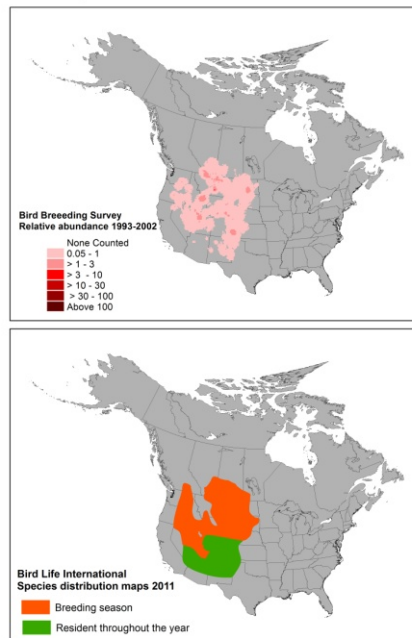 Bird Breeeding Survey
Relative abundance 1993-2002
None Counted
0.05 - 1
> 1 - 3
> 3 - 10
> 10 - 30
> 30 - 100
Above 100
Bird Life International
Species distribution maps 2011
Breeding season
Resident throughout the year